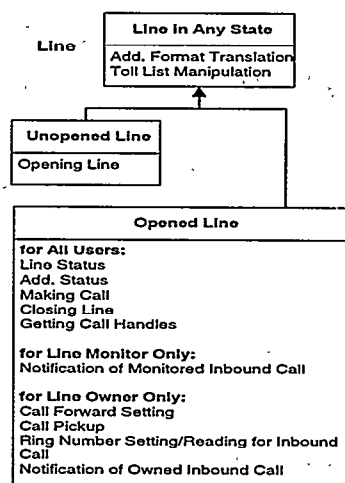 Line
Line in Any State
Add. Format Translation
Toll List Manipulation
Unopened Line
Opening Line
Opened Line
for All Users:
Line Status
Add. Status
Making Call
Closing Line
Getting Call Handles
for Line Monitor Only:
Notification of Monitored Inbound Call
for Line Owner Only:
Call Forward Setting
Call Pickup
Ring Number Setting/Reading for Inbound
Call
Notification of Owned Inbound Call